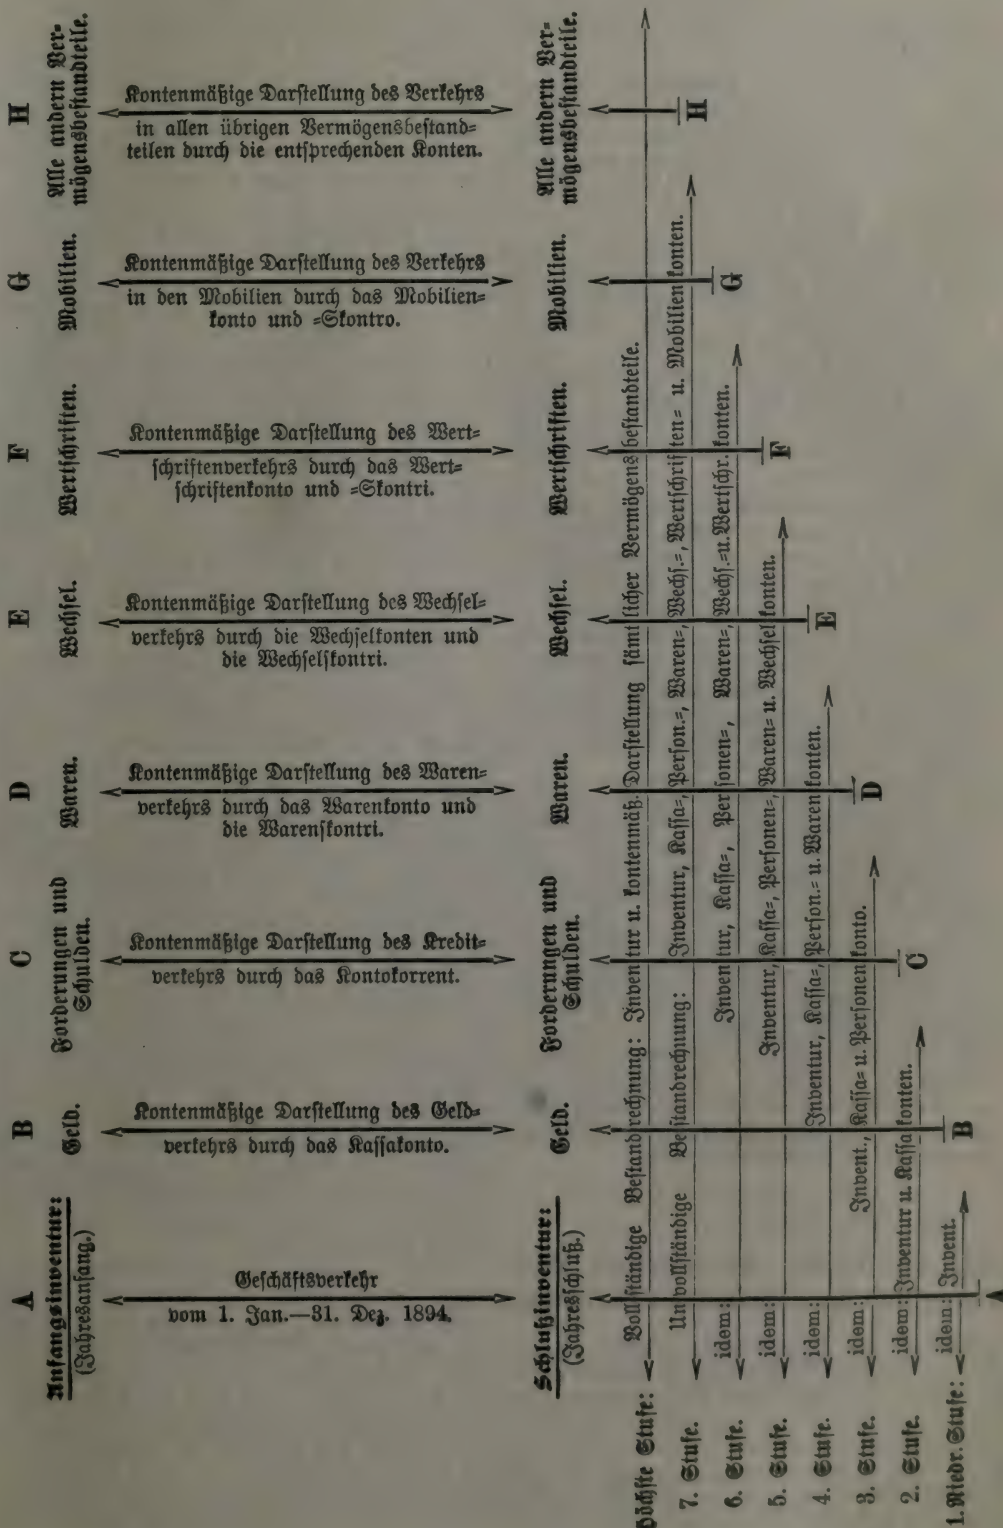 A
Anfangsinventur:
(Jahresanfang.)
B
Geld.
C
Forderungen und
Schulden.
D
Waren.
E
Wechsel.
F
Wertschriften.
G
Mobilien.
H
Alle andern Ver=
mögensbestandteile.
Geschäftsverkehr
vom 1. Jan.—31. Dez. 1894.
Kontenmäßige Darstellung des Geld=
verkehrs durch das Kassakonto.
Kontenmäßige Darstellung des Kredit=
verkehrs durch das Kontokorrent.
Kontenmäßige Darstellung des Waren=
verkehrs durch das Warenkonto und
die Warenskontri.
Kontenmäßige Darstellung des Wechsel=
verkehrs durch die Wechselkonten und
die Wechselskontri.
Kontenmäßige Darstellung des Wert=
schriftenverkehrs durch das Wert=
schriftenkonto und =Skontri.
Kontenmäßige Darstellung des Verkehrs
in den Mobilien durch das Mobilien=
konto und =Skontro.
Kontenmäßige Darstellung des Verkehrs
in allen übrigen Vermögensbestand=
teilen durch die entsprechenden Konten.
Schlußinventur:
(Jahresschluß.)
Geld.
Forderungen und
Schulden.
Waren.
Wechsel.
Wertschriften.
Mobilien.
Alle andern Ver=
mögensbestandteile.
Höchste Stufe: Vollständige Bestandrechnung: Inventur u. kontenmäß. Darstellung sämtlicher Vermögensbestandteile.
7. Stufe. Unvollständige Bestandrechnung: Inventur, Kassa=, Person.=, Waren=, Wechs.=, Wertschriften= u. Mobilienkonten.
H
6. Stufe. idem: Inventur, Kassa=, Personen=, Waren=, Wechs.=u. Wertschr.konten.
G
5. Stufe. idem: Inventur, Kassa=, Personen=, Waren= u. Wechselkonten.
F
4. Stufe. idem: Inventur, Kassa=, Person.= u. Warenkonten.
E
3. Stufe. idem: Invent., Kassa= u. Personenkonto.
D
2. Stufe. idem: Inventur u. Kassakonten.
C
1. Niedr. Stufe: idem: Invent.
B
A